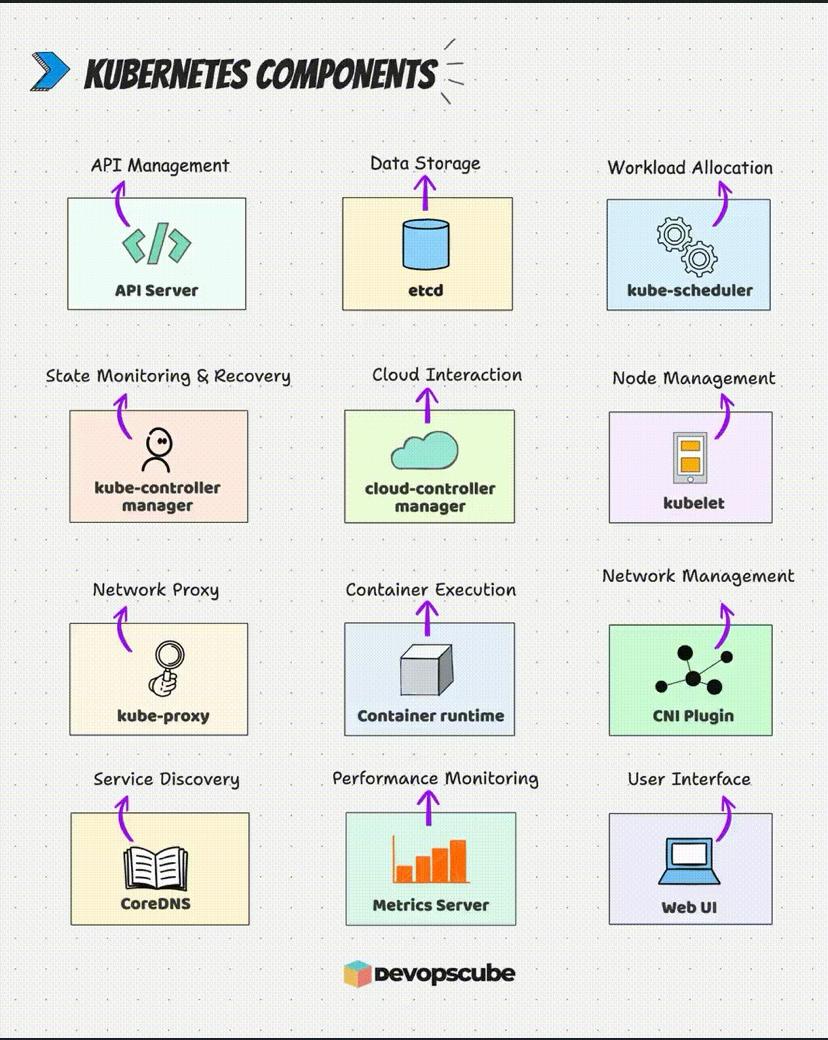 KUBERNETES COMPONENTS
API Management
Data Storage
Workload Allocation
</>
API Server
etcd
kube-scheduler
State Monitoring & Recovery
Cloud Interaction
Node Management
kube-controller
manager
cloud-controller
manager
kubelet
Network Proxy
Container Execution
Network Management
kube-proxy
Container runtime
CNI Plugin
Service Discovery
Performance Monitoring
User Interface
CoreDNS
Metrics Server
Web UI
Devopscube